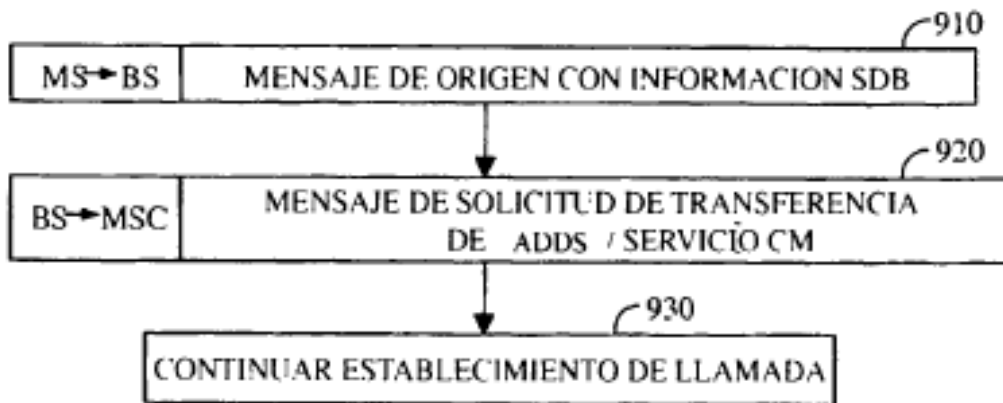 910
MS→BS MENSAJE DE ORIGEN CON INFORMACION SDB
920
BS→MSC MENSAJE DE SOLICITUD DE TRANSFERENCIA
DE ADDS / SERVICIO CM
930
CONTINUAR ESTABLECIMIENTO DE LLAMADA